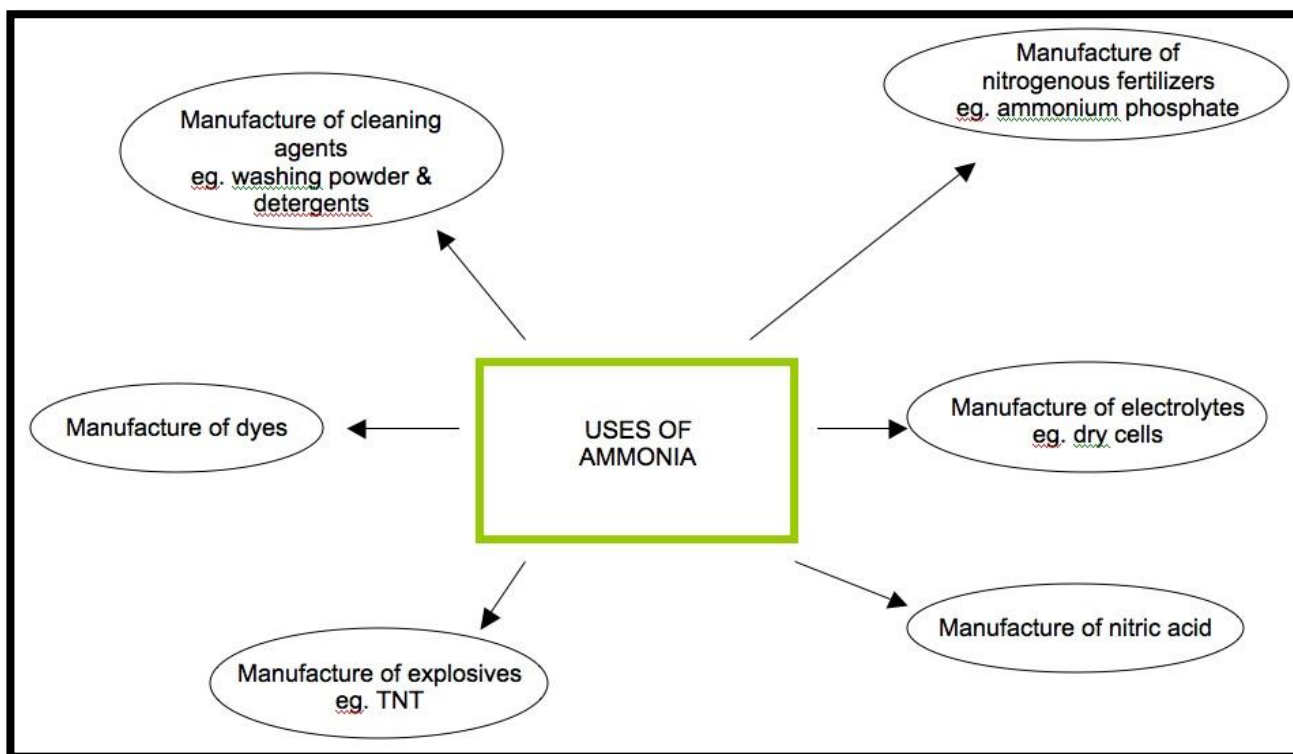 Manufacture of
nitrogenous fertilizers
eg. ammonium phosphate
Manufacture of cleaning
agents
eg. washing powder &
detergents
Manufacture of dyes
USES OF
AMMONIA
Manufacture of electrolytes
eg. dry cells
Manufacture of nitric acid
Manufacture of explosives
eg. TNT